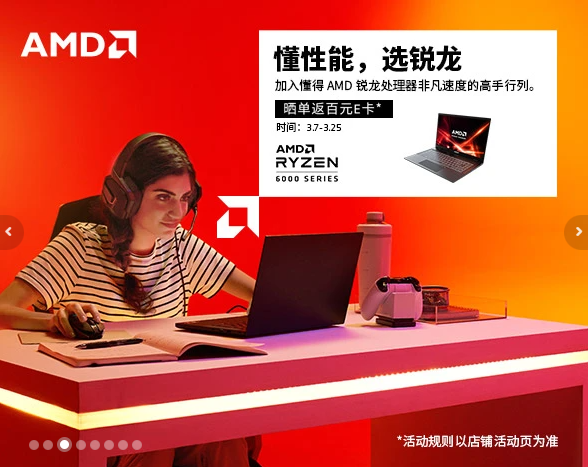 AMD
懂性能，选锐龙
加入懂得 AMD 锐龙处理器非凡速度的高手行列。
晒单返百元E卡*
时间：3.7-3.25
AMD
RYZEN
6000 SERIES
AMD
*活动规则以店铺活动页为准